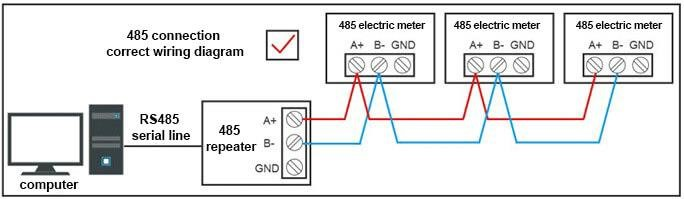 485 connection
correct wiring diagram
485 electric meter
A+ B- GND
485 electric meter
A+ B- GND
485 electric meter
A+ B- GND
RS485
serial line
485
repeater
A+
B-
GND
computer